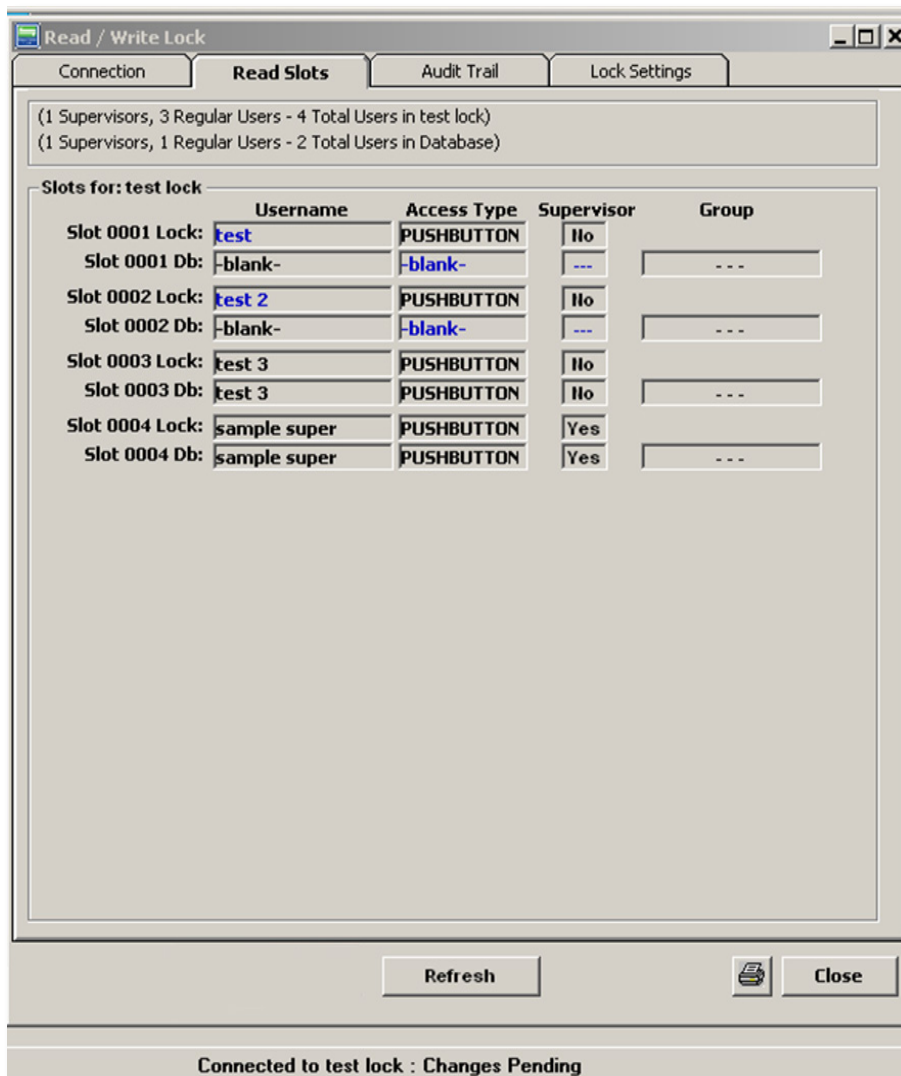 Read / Write Lock
Connection Read Slots Audit Trail Lock Settings
(1 Supervisors, 3 Regular Users - 4 Total Users in test lock)
(1 Supervisors, 1 Regular Users - 2 Total Users in Database)
Slots for: test lock
Username Access Type Supervisor Group
Slot 0001 Lock: test PUSHBUTTON No
Slot 0001 Db: -blank- -blank- --- - - -
Slot 0002 Lock: test 2 PUSHBUTTON No
Slot 0002 Db: -blank- -blank- --- - - -
Slot 0003 Lock: test 3 PUSHBUTTON No
Slot 0003 Db: test 3 PUSHBUTTON No - - -
Slot 0004 Lock: sample super PUSHBUTTON Yes
Slot 0004 Db: sample super PUSHBUTTON Yes - - -
Refresh Close
Connected to test lock : Changes Pending